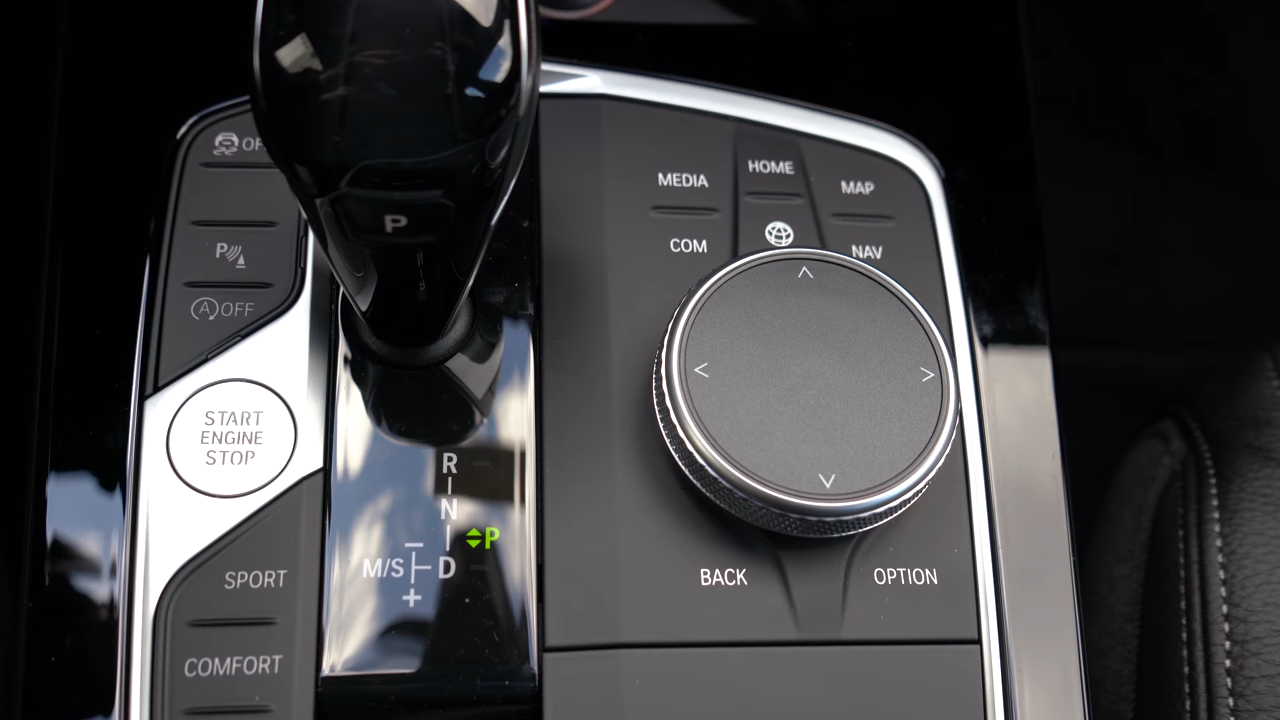 OFF
P
P
A OFF
START
ENGINE
STOP
SPORT
COMFORT
R
N
P
M/S D
+
MEDIA
HOME
MAP
COM
NAV
BACK
OPTION